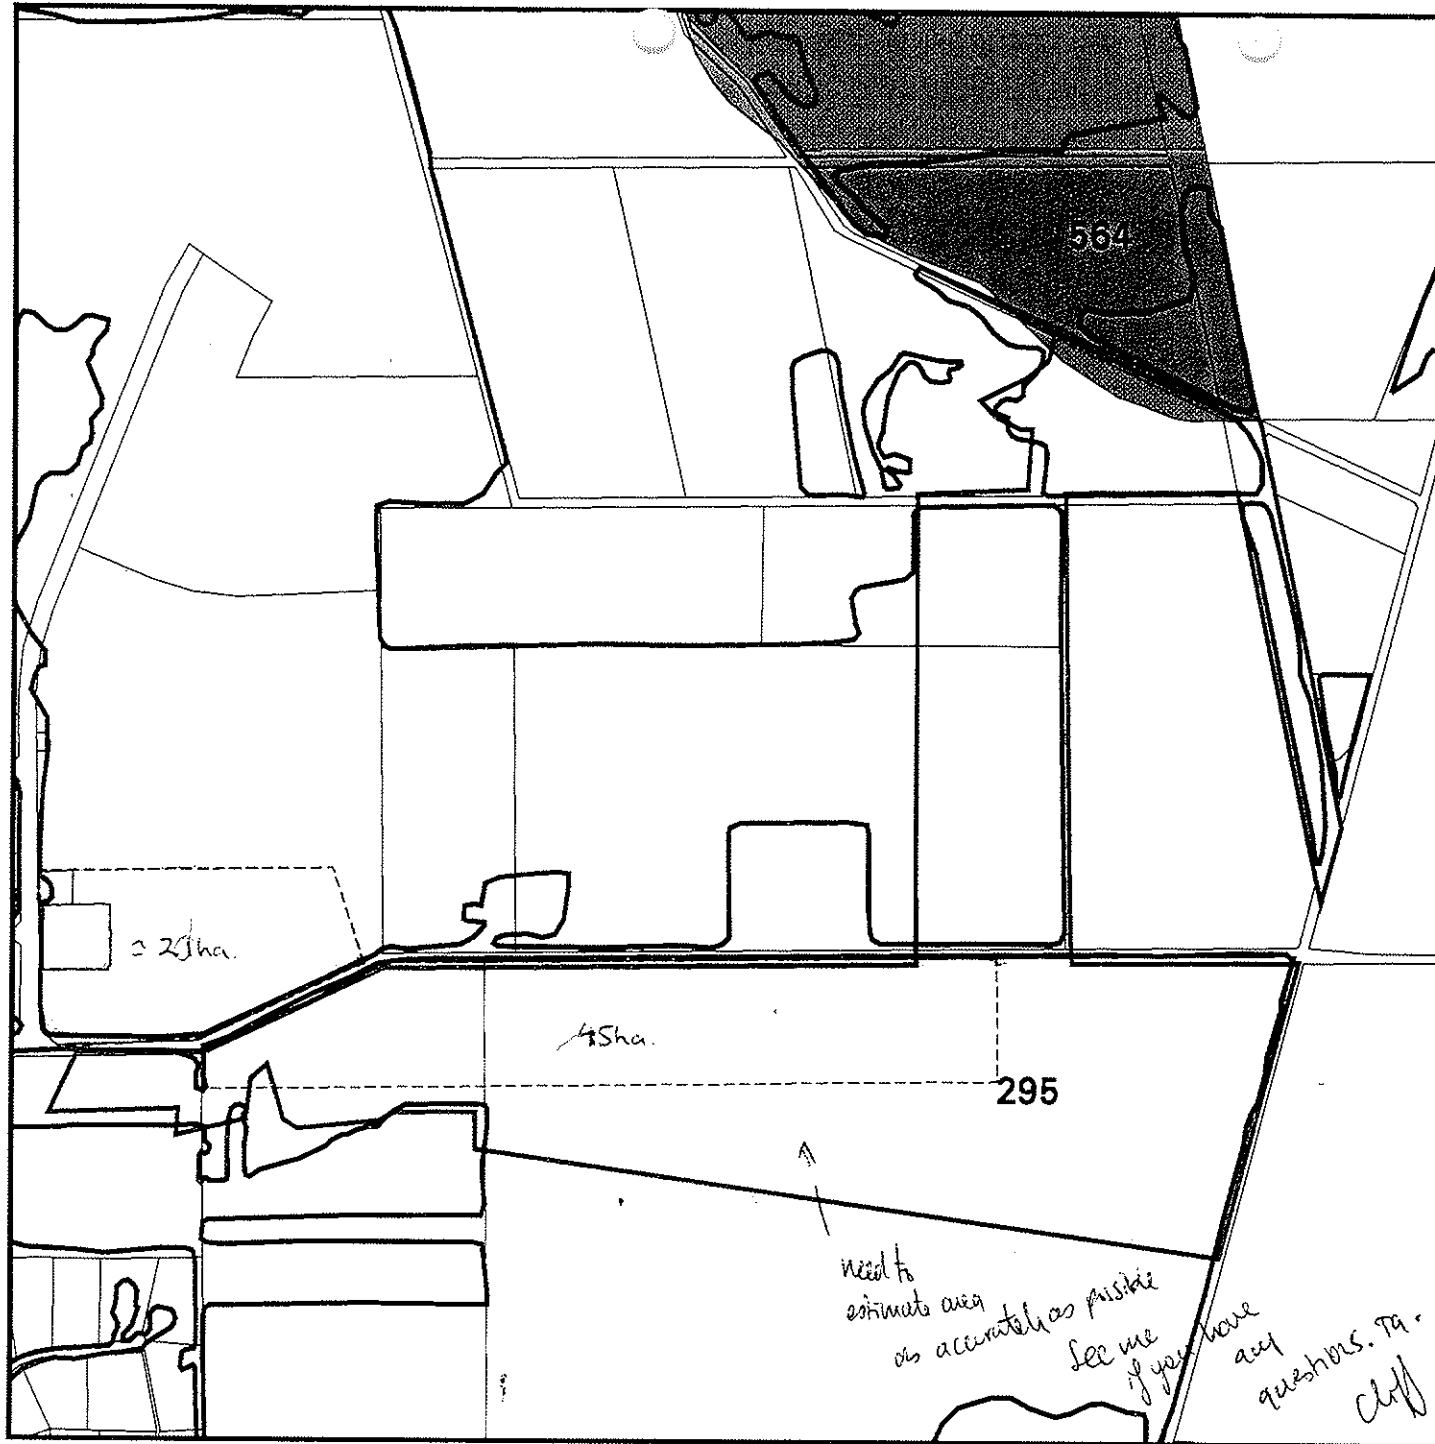 564
= 20ha.
45ha.
295
need to
estimate area
as accurately as possible
See me
if you have
any
questions. Ta.
Cliff